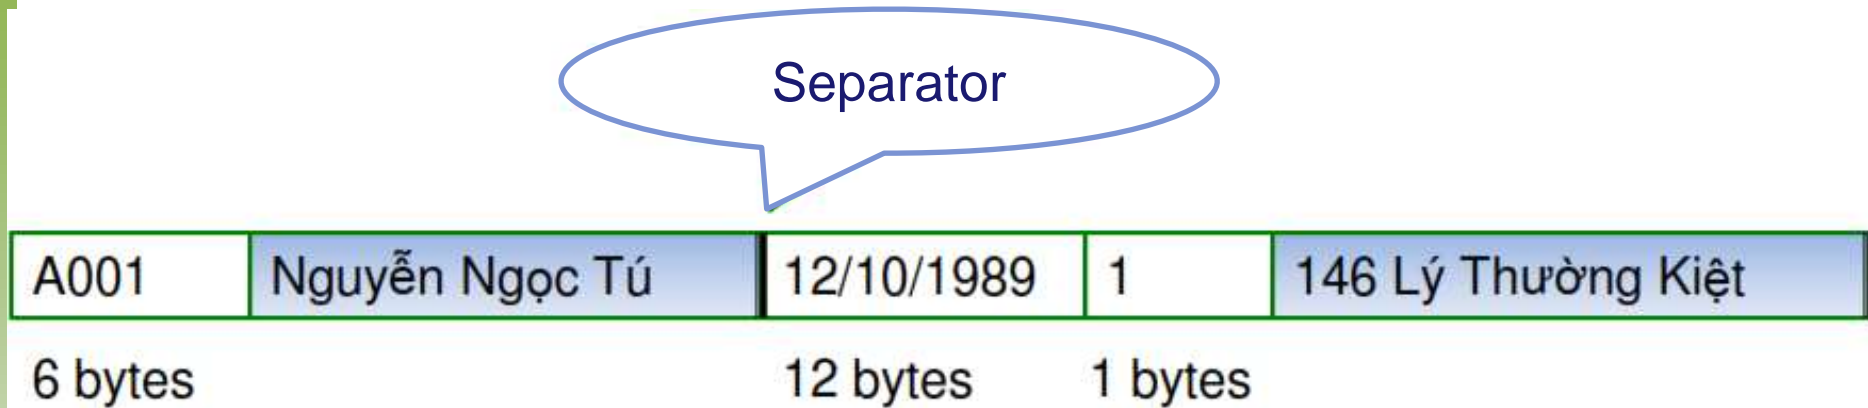 Separator
A001 Nguyễn Ngọc Tú 12/10/1989 1 146 Lý Thường Kiệt
6 bytes 12 bytes 1 bytes